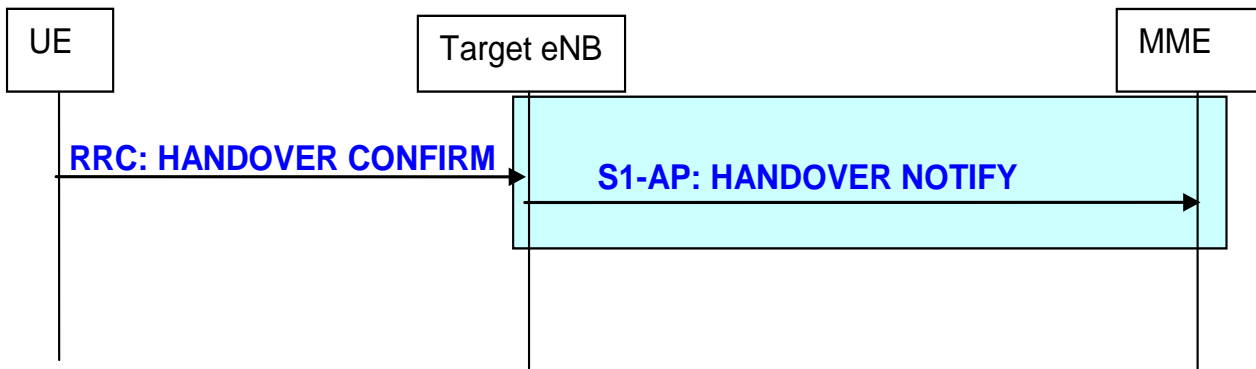 UE
Target eNB
MME
RRC: HANDOVER CONFIRM
S1-AP: HANDOVER NOTIFY